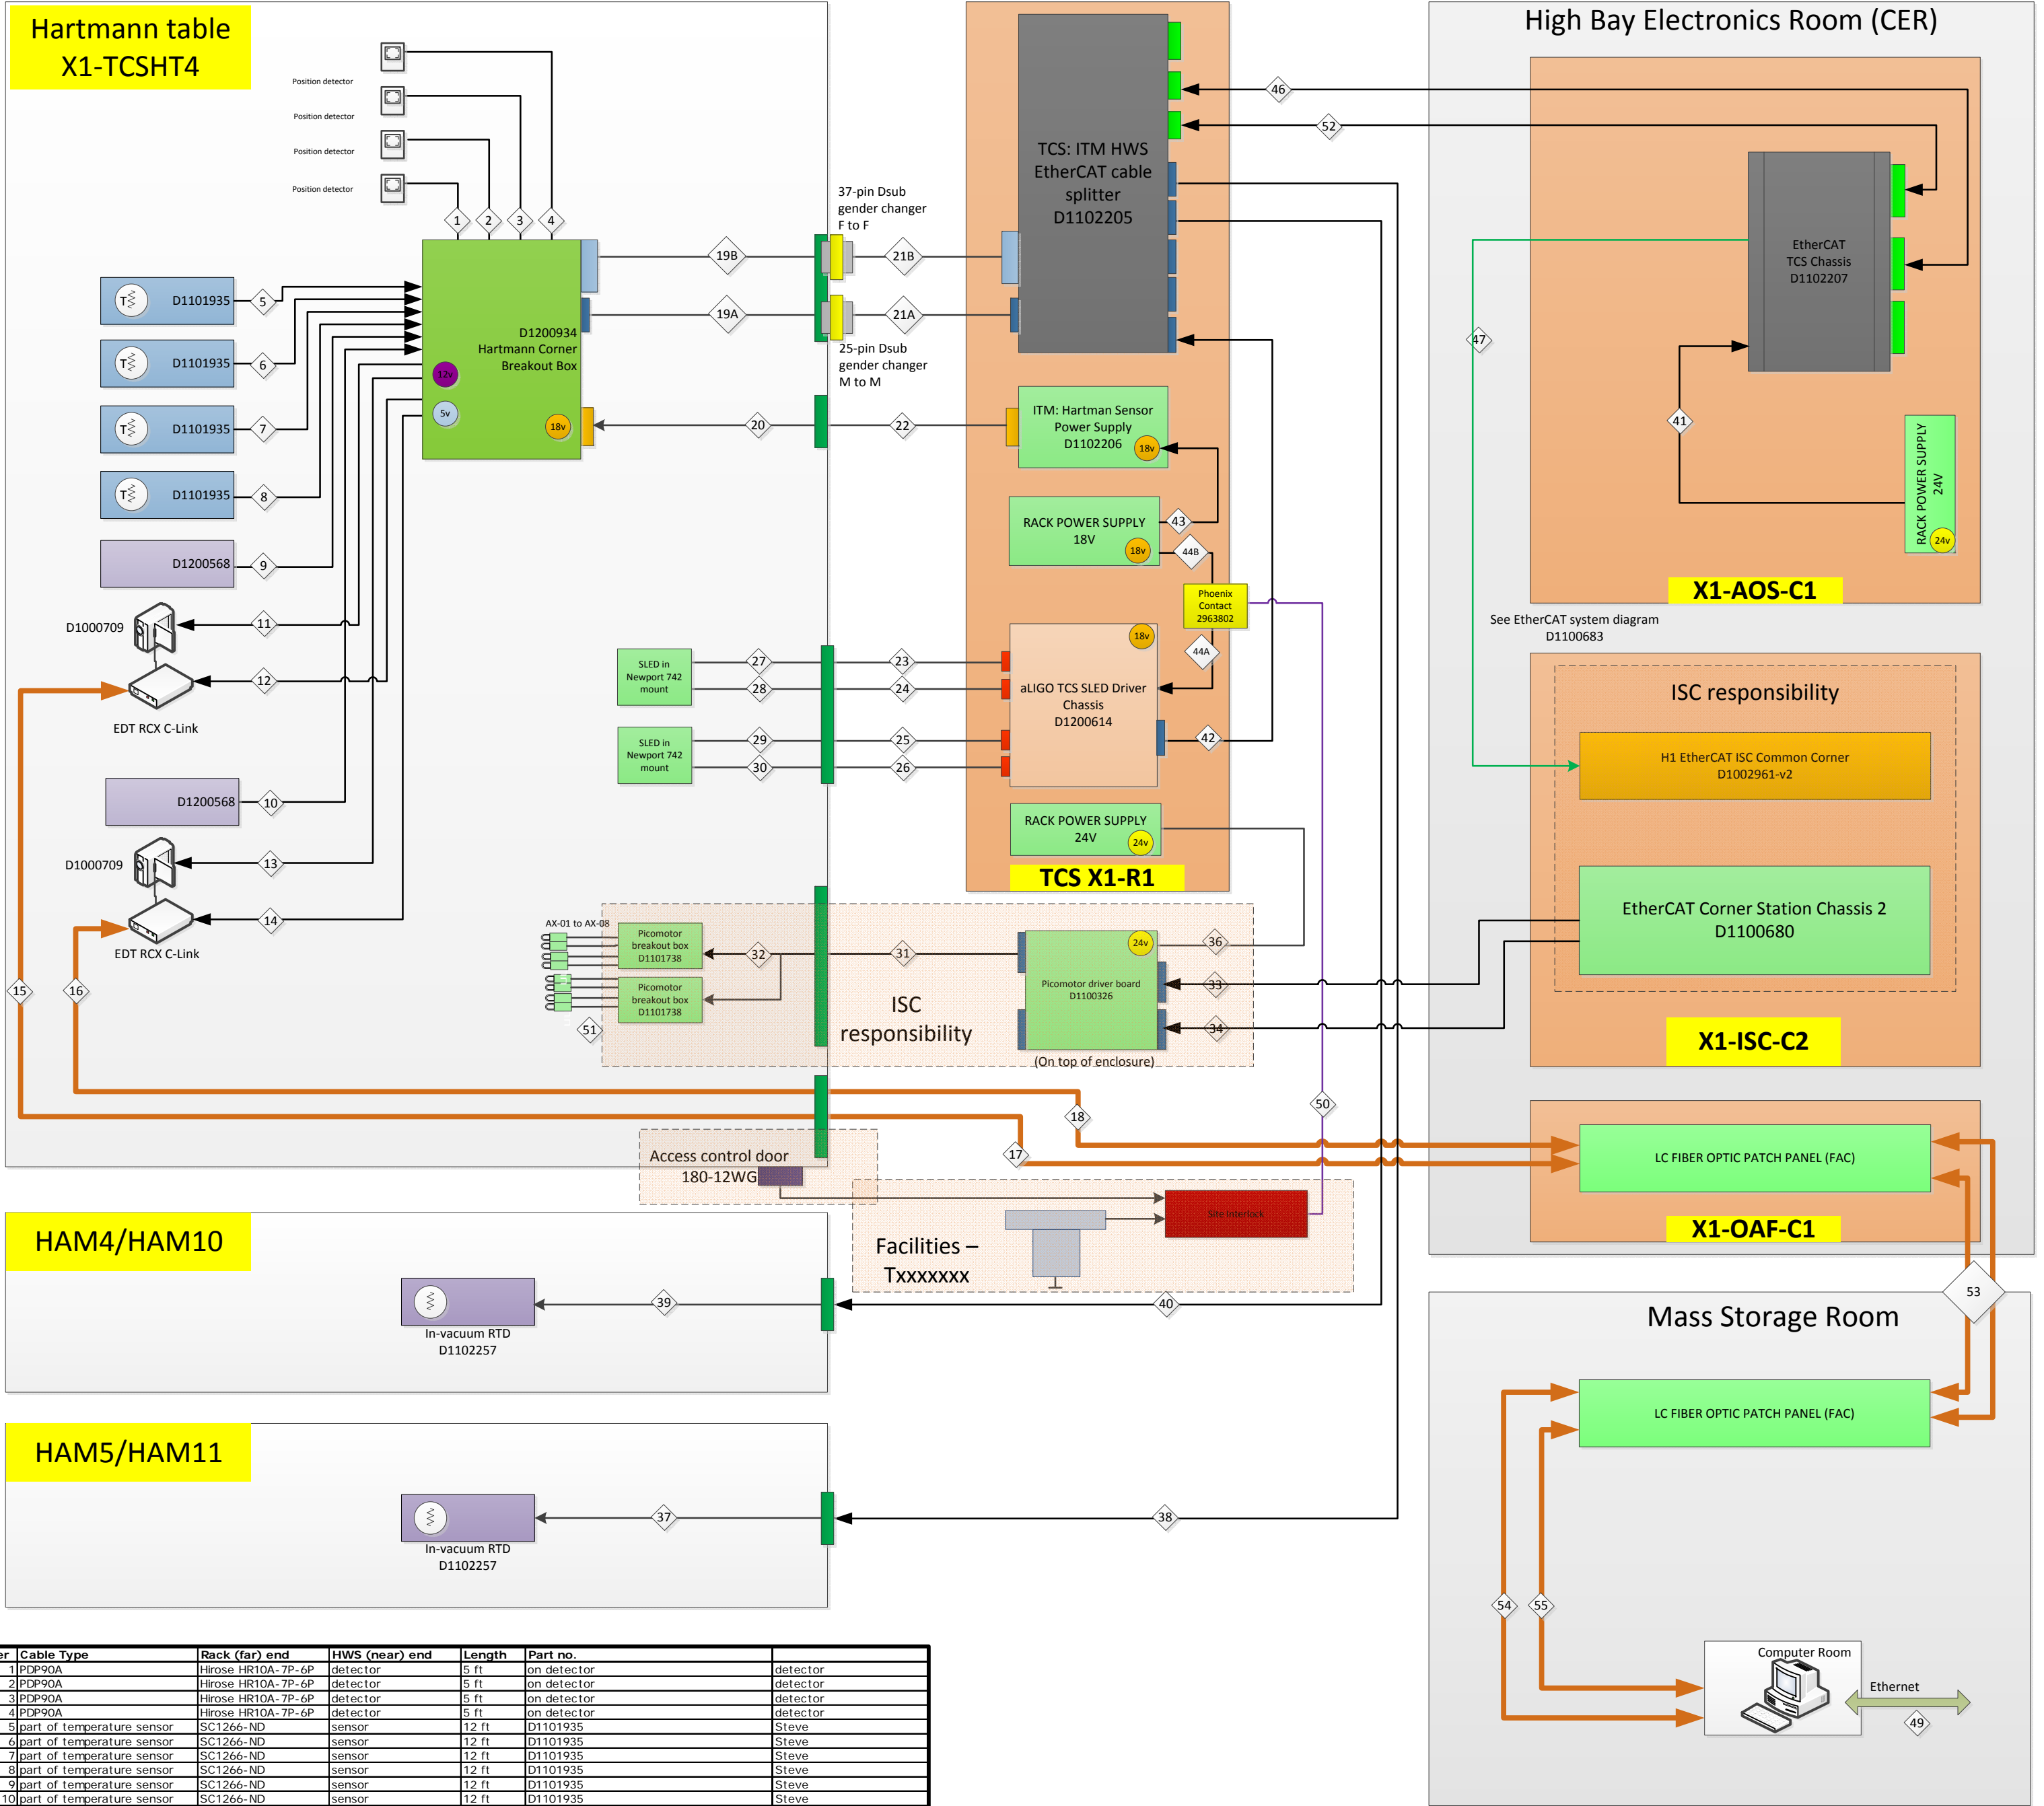 Hartmann table
X1-TCSHT4
Position detector
Position detector
Position detector
Position detector
1
2
3
4
D1101935
T
5
D1101935
T
6
D1101935
T
7
D1101935
T
8
D1200568
9
D1000709
11
12
EDT RCX C-Link
D1200568
10
D1000709
13
14
EDT RCX C-Link
15
16
D1200934
Hartmann Corner
Breakout Box
12v
5v
18v
19B
19A
20
37-pin Dsub
gender changer
F to F
21B
21A
25-pin Dsub
gender changer
M to M
22
TCS: ITM HWS
EtherCAT cable
splitter
D1102205
ITM: Hartman Sensor
Power Supply
D1102206
18v
RACK POWER SUPPLY
18V
18v
43
44B
Phoenix
Contact
2963802
44A
18v
aLIGO TCS SLED Driver
Chassis
D1200614
42
SLED in
Newport 742
mount
27
28
23
24
SLED in
Newport 742
mount
29
30
25
26
RACK POWER SUPPLY
24V
24v
TCS X1-R1
AX-01 to AX-08
Picomotor
breakout box
D1101738
Picomotor
breakout box
D1101738
51
32
31
ISC
responsibility
24v
Picomotor driver board
D1100326
(On top of enclosure)
36
33
34
18
17
50
Access control door
180-12WG
Site interlock
Facilities –
Txxxxxxx
HAM4/HAM10
In-vacuum RTD
D1102257
39
40
HAM5/HAM11
In-vacuum RTD
D1102257
37
38
High Bay Electronics Room (CER)
46
52
EtherCAT
TCS Chassis
D1102207
47
41
RACK POWER SUPPLY
24V
24v
X1-AOS-C1
See EtherCAT system diagram
D1100683
ISC responsibility
H1 EtherCAT ISC Common Corner
D1002961-v2
EtherCAT Corner Station Chassis 2
D1100680
X1-ISC-C2
LC FIBER OPTIC PATCH PANEL (FAC)
X1-OAF-C1
53
Mass Storage Room
LC FIBER OPTIC PATCH PANEL (FAC)
54
55
Computer Room
Ethernet
49
er Cable Type Rack (far) end HWS (near) end Length Part no.
1 PDP90A Hirose HR10A-7P-6P detector 5 ft on detector detector
2 PDP90A Hirose HR10A-7P-6P detector 5 ft on detector detector
3 PDP90A Hirose HR10A-7P-6P detector 5 ft on detector detector
4 PDP90A Hirose HR10A-7P-6P detector 5 ft on detector detector
5 part of temperature sensor SC1266-ND sensor 12 ft D1101935 Steve
6 part of temperature sensor SC1266-ND sensor 12 ft D1101935 Steve
7 part of temperature sensor SC1266-ND sensor 12 ft D1101935 Steve
8 part of temperature sensor SC1266-ND sensor 12 ft D1101935 Steve
9 part of temperature sensor SC1266-ND sensor 12 ft D1101935 Steve
10 part of temperature sensor SC1266-ND sensor 12 ft D1101935 Steve